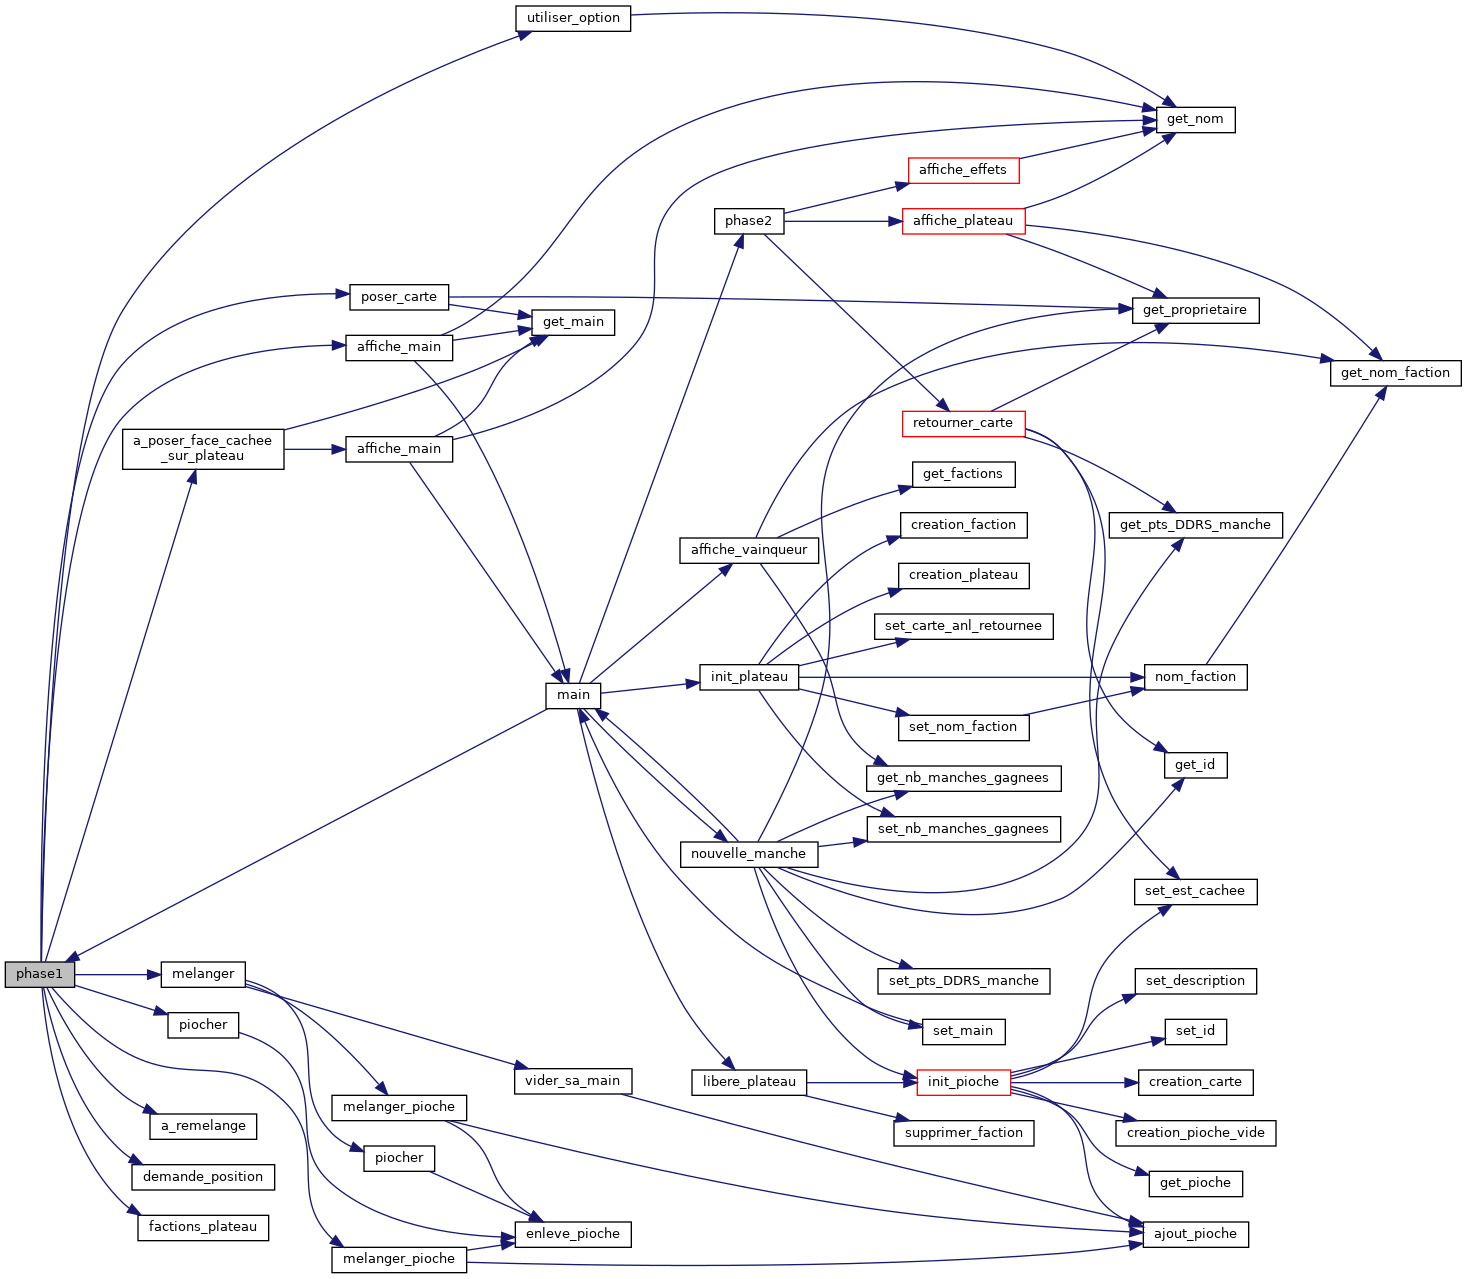 utiliser_option
get_nom
affiche_effets
phase2
affiche_plateau
poser_carte
get_proprietaire
get_main
affiche_main
get_nom_faction
retourner_carte
a_poser_face_cachee
_sur_plateau
affiche_main
get_factions
creation_faction
get_pts_DDRS_manche
affiche_vainqueur
creation_plateau
set_carte_anl_retournee
init_plateau
nom_faction
main
set_nom_faction
get_id
get_nb_manches_gagnees
set_nb_manches_gagnees
nouvelle_manche
set_est_cachee
phase1
melanger
set_pts_DDRS_manche
set_description
piocher
set_main
set_id
vider_sa_main
libere_plateau
init_pioche
creation_carte
melanger_pioche
a_remelange
supprimer_faction
creation_pioche_vide
piocher
demande_position
get_pioche
factions_plateau
enleve_pioche
ajout_pioche
melanger_pioche